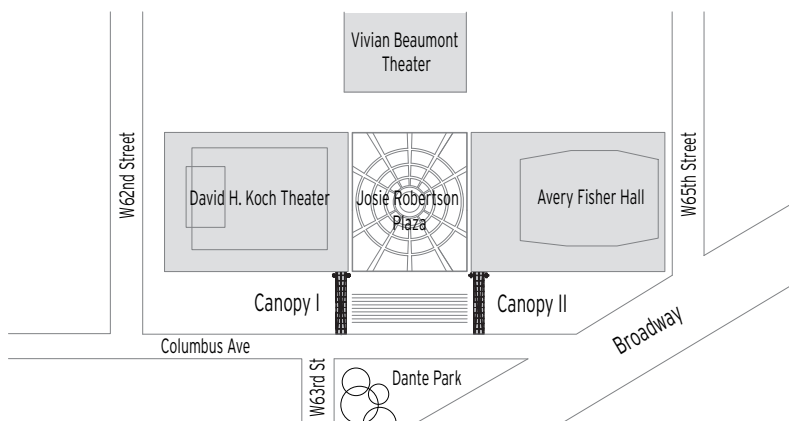 Vivian Beaumont
Theater
W62nd Street
David H. Koch Theater
Josie Robertson
Plaza
Avery Fisher Hall
W65th Street
Canopy I
Canopy II
Broadway
Columbus Ave
W63rd St
Dante Park